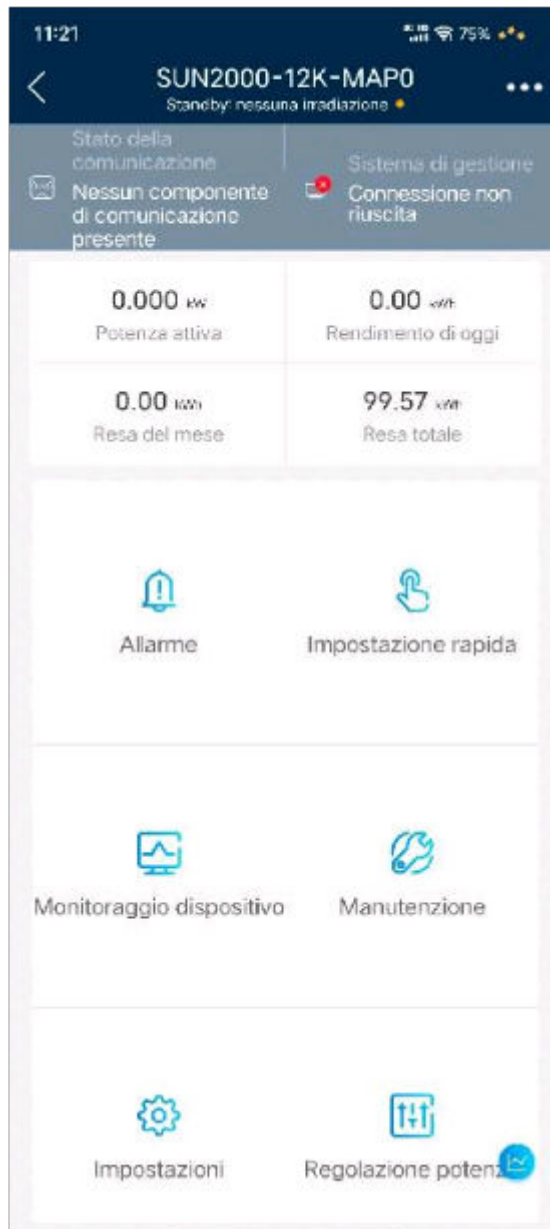 11:21
75%
SUN2000-12K-MAP0
Standby: nessuna irradiazione
Stato della
comunicazione
Nessun componente
di comunicazione
presente
Sistema di gestione
Connessione non
riuscita
0.000 kW
Potenza attiva
0.00 kWh
Rendimento di oggi
0.00 kWh
Resa del mese
99.57 kWh
Resa totale
Allarme
Impostazione rapida
Monitoraggio dispositivo
Manutenzione
Impostazioni
Regolazione poten